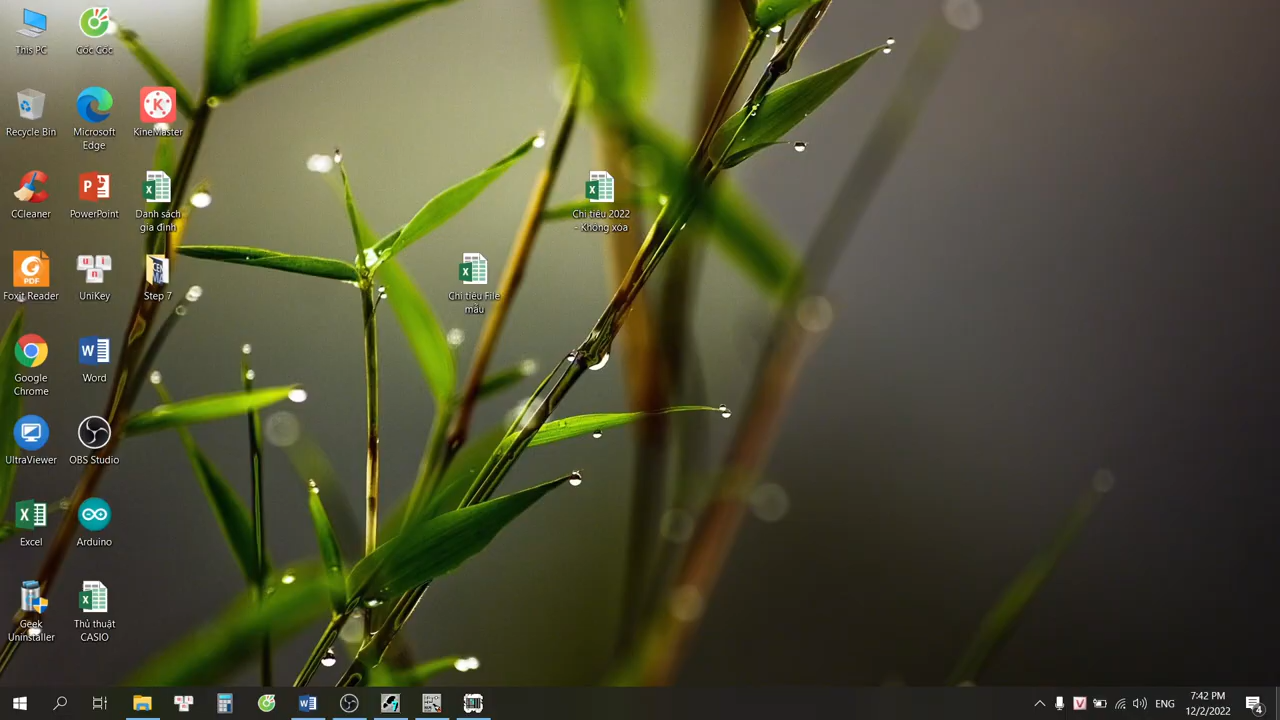 This PC
Cốc Cốc
Recycle Bin
Microsoft
Edge
KineMaster
CCleaner
PowerPoint
Danh sách
gia đình
Foxit Reader
UniKey
Step 7
Google
Chrome
Word
UltraViewer
OBS Studio
Excel
Arduino
Geek
Uninstaller
Thủ thuật
CASIO
Chi tiêu 2022
- Không xóa
Chi tiêu File
mẫu
ENG
7:42 PM
12/2/2022
4